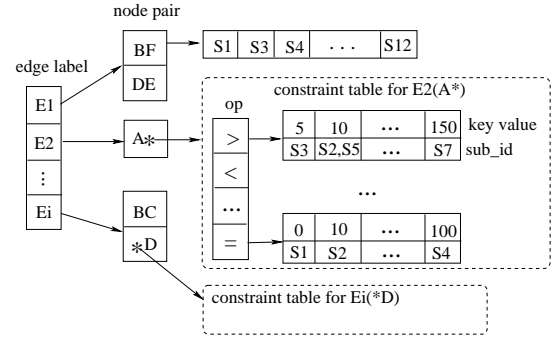 node pair
BF
DE
S1 S3 S4 . . . S12
edge label
E1
E2
⋮
Ei
A*
BC
*D
constraint table for E2(A*)
op
>
<
...
=
5 10 ... 150 key value
S3 S2,S5 ... S7 sub_id
...
0 10 ... 100
S1 S2 ... S4
constraint table for Ei(*D)